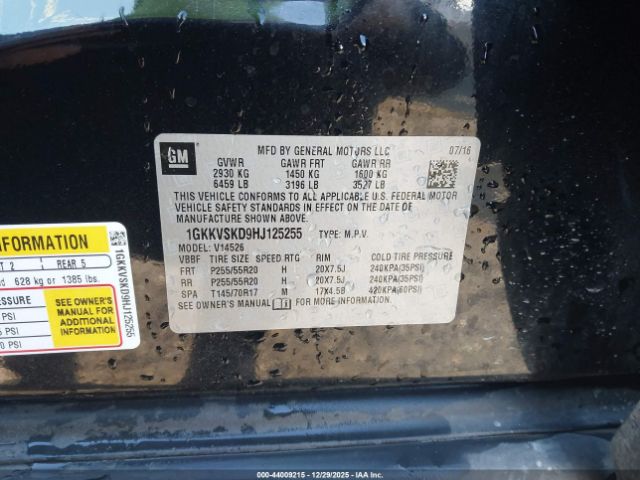 GM
MFD BY GENERAL MOTORS LLC 07/16
GVWR GAWR FRT GAWR RR
2930 KG 1450 KG 1600 KG
6459 LB 3196 LB 3527 LB
THIS VEHICLE CONFORMS TO ALL APPLICABLE U.S. FEDERAL MOTOR
VEHICLE SAFETY STANDARDS IN EFFECT ON THE DATE OF
MANUFACTURE SHOWN ABOVE.
1GKKVSKD9HJ125255 TYPE: M.P.V.
MODEL: V14526
VBBF TIRE SIZE SPEED RTG RIM COLD TIRE PRESSURE
FRT P255/55R20 H 20X7.5J 240KPA(35PSI)
RR P255/55R20 H 20X7.5J 240KPA(35PSI)
SPA T145/70R17 M 17X4.5B 420KPA(60PSI)
SEE OWNER'S MANUAL FOR MORE INFORMATION.
INFORMATION
2 REAR 5
628 kg or 1385 lbs.
SEE OWNER'S
MANUAL FOR
ADDITIONAL
INFORMATION
PSI
PSI
PSI
1GKKVSKD9HJ125255
000-44009215 - 12/29/2025 - © IAA, Inc.